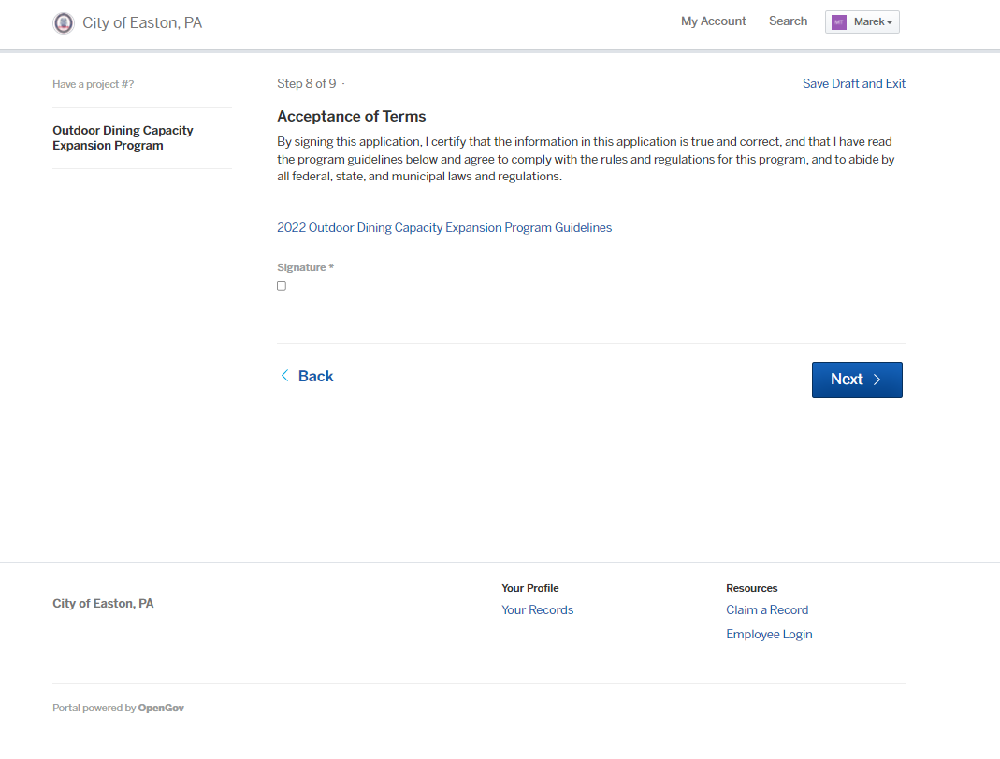 City of Easton, PA
My Account
Search
MT
Marek
Have a project #?
Outdoor Dining Capacity
Expansion Program
Step 8 of 9 ·
Save Draft and Exit
Acceptance of Terms
By signing this application, I certify that the information in this application is true and correct, and that I have read
the program guidelines below and agree to comply with the rules and regulations for this program, and to abide by
all federal, state, and municipal laws and regulations.
2022 Outdoor Dining Capacity Expansion Program Guidelines
Signature *
Back
Next
City of Easton, PA
Your Profile
Your Records
Resources
Claim a Record
Employee Login
Portal powered by OpenGov